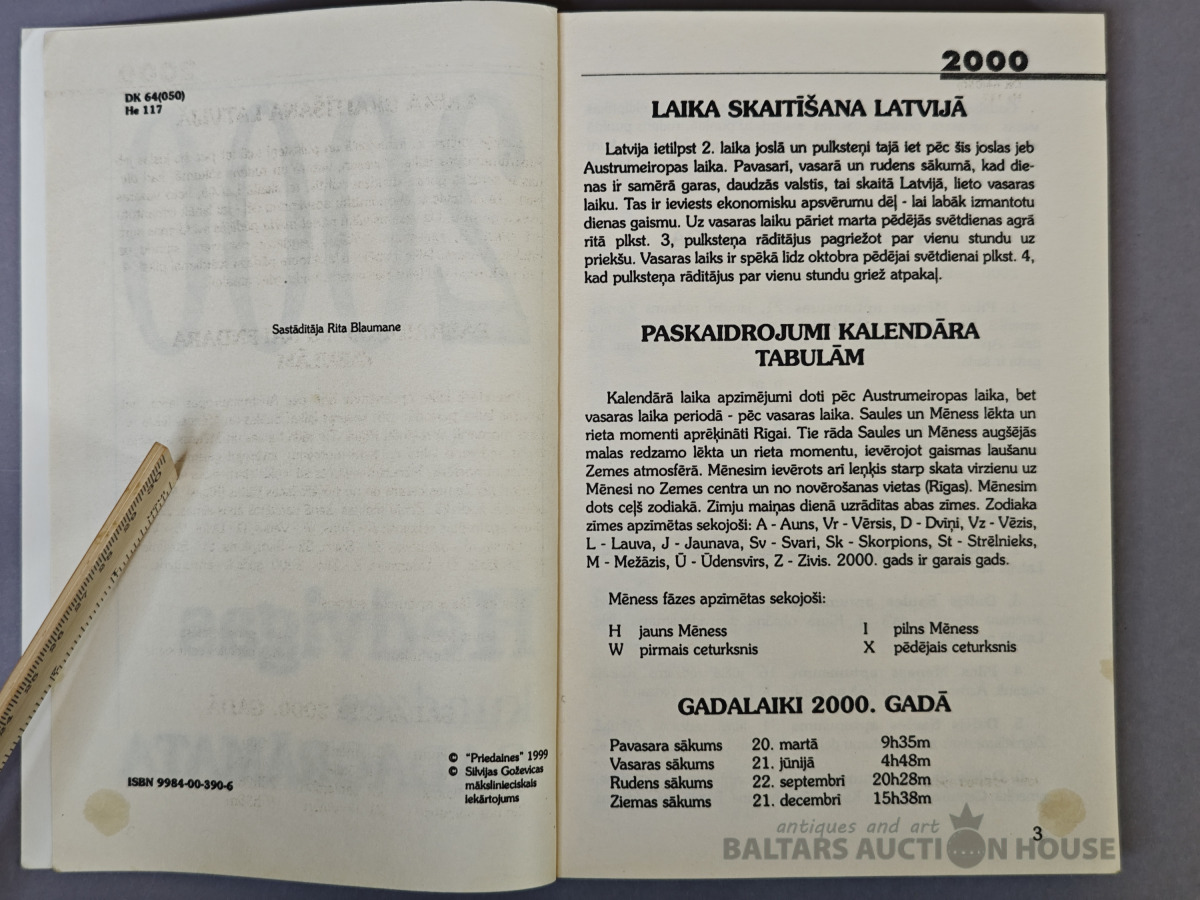 DK 64(050)
He 117
Sastādītāja Rita Blaumane
ISBN 9984-00-390-6
© "Priedaines" 1999
© Silvijas Goževicas
mākslinieciskais
iekārtojums
2000
LAIKA SKAITĪŠANA LATVIJĀ
Latvija ietilpst 2. laika joslā un pulksteņi tajā iet pēc šis joslas jeb
Austrumeiropas laika. Pavasarī, vasarā un rudens sākumā, kad die-
nas ir samērā garas, daudzās valstis, tai skaitā Latvijā, lieto vasaras
laiku. Tas ir ieviests ekonomisku apsvērumu dēļ - lai labāk izmantotu
dienas gaismu. Uz vasaras laiku pāriet marta pēdējās svētdienas agrā
rītā plkst. 3, pulksteņa rādītājus pagriežot par vienu stundu uz
priekšu. Vasaras laiks ir spēkā līdz oktobra pēdējai svētdienai plkst. 4,
kad pulksteņa rādītājus par vienu stundu griež atpakaļ.
PASKAIDROJUMI KALENDĀRA
TABULĀM
Kalendārā laika apzīmējumi doti pēc Austrumeiropas laika, bet
vasaras laika periodā - pēc vasaras laika. Saules un Mēness lēkta un
rieta momenti aprēķināti Rīgai. Tie rāda Saules un Mēness augšējās
malas redzamo lēkta un rieta momentu, ievērojot gaismas laušanu
Zemes atmosfērā. Mēnesim ievērots arī leņķis starp skata virzienu uz
Mēnesi no Zemes centra un no novērošanas vietas (Rīgas). Mēnesim
dots ceļš zodiakā. Zīmju maiņas dienā uzrādītas abas zīmes. Zodiaka
zīmes apzīmētas sekojoši: A - Auns, Vr - Vērsis, D - Dvīņi, Vz - Vēzis,
L - Lauva, J - Jaunava, Sv - Svari, Sk - Skorpions, St - Strēlnieks,
M - Mežāzis, Ū - Ūdensvīrs, Z - Zivis. 2000. gads ir garais gads.
Mēness fāzes apzīmētas sekojoši:
H jauns Mēness I pilns Mēness
W pirmais ceturksnis X pēdējais ceturksnis
GADALAIKI 2000. GADĀ
Pavasara sākums 20. martā 9h35m
Vasaras sākums 21. jūnijā 4h48m
Rudens sākums 22. septembrī 20h28m
Ziemas sākums 21. decembrī 15h38m
3
antiques and art
BALTARS AUCTION HOUSE